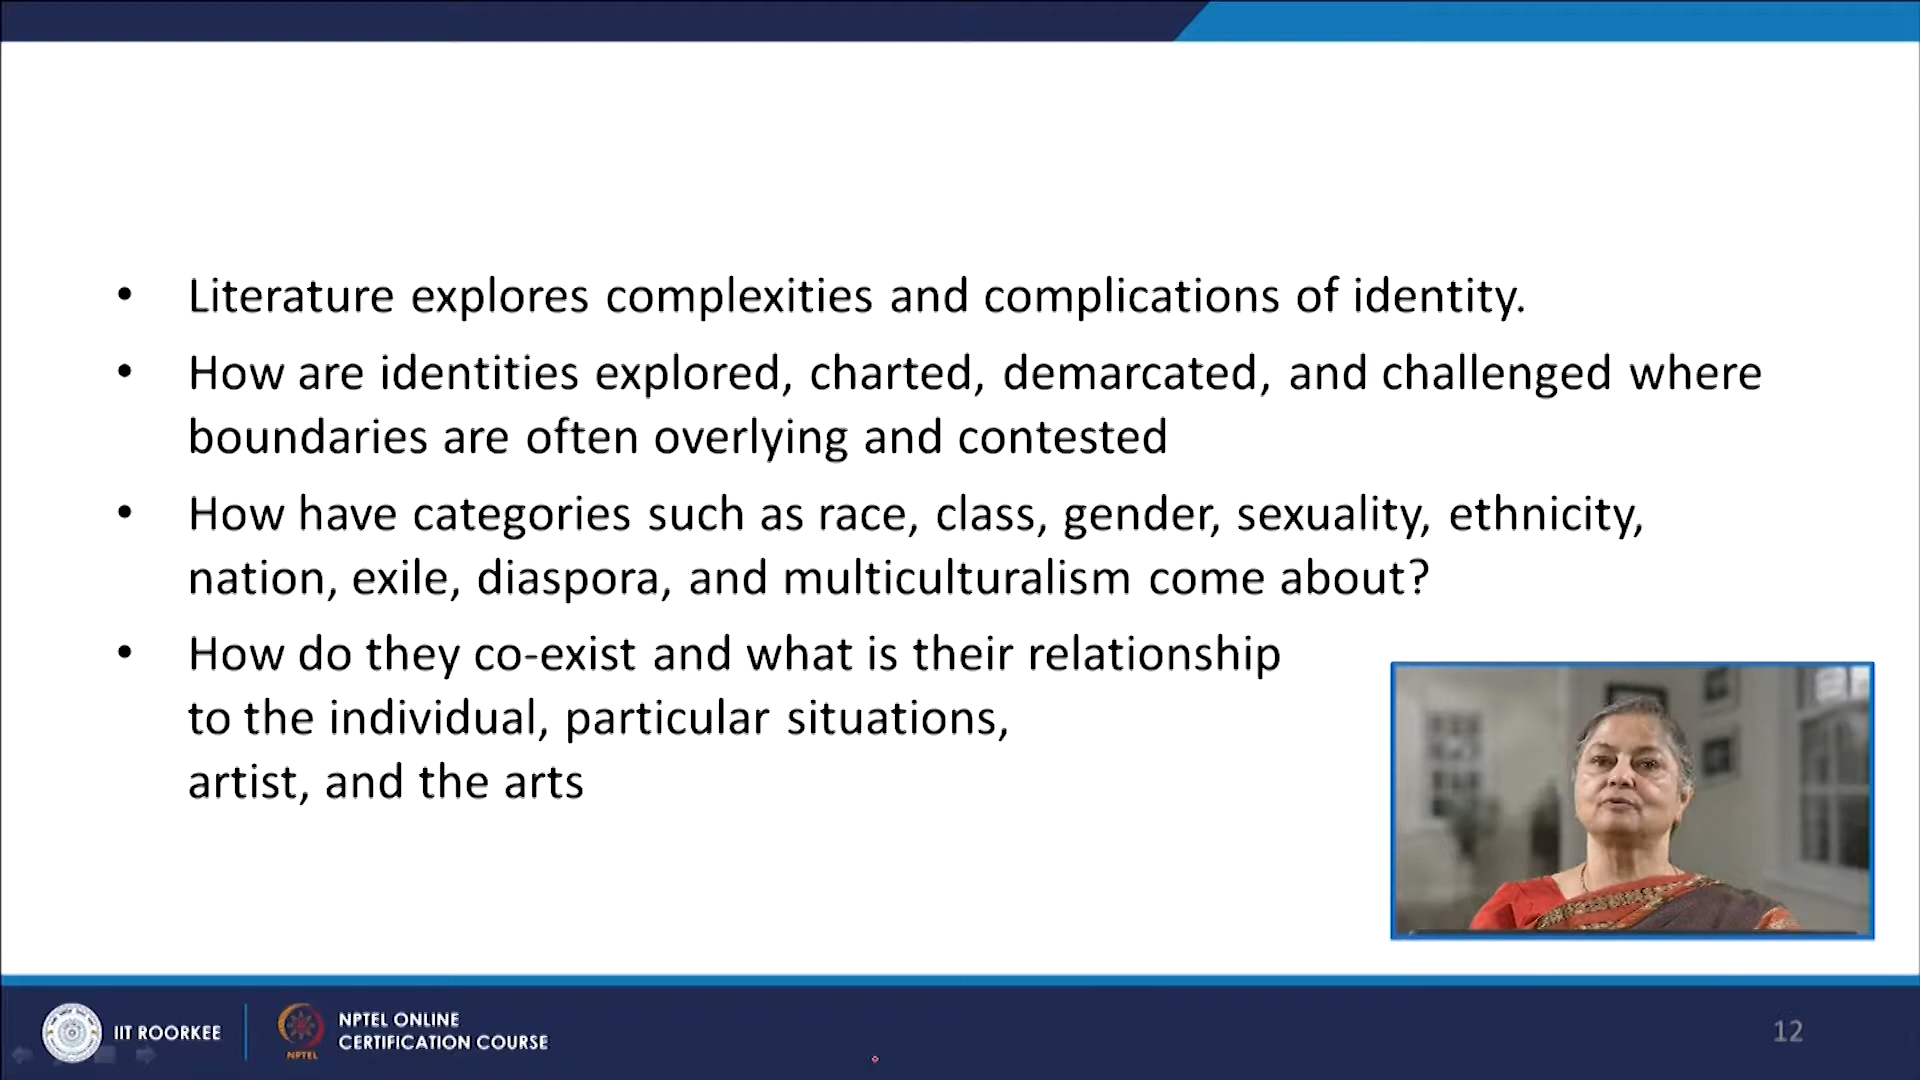 • Literature explores complexities and complications of identity.
• How are identities explored, charted, demarcated, and challenged where
boundaries are often overlying and contested
• How have categories such as race, class, gender, sexuality, ethnicity,
nation, exile, diaspora, and multiculturalism come about?
• How do they co-exist and what is their relationship
to the individual, particular situations,
artist, and the arts
IIT ROORKEE
NPTEL
NPTEL ONLINE
CERTIFICATION COURSE
12